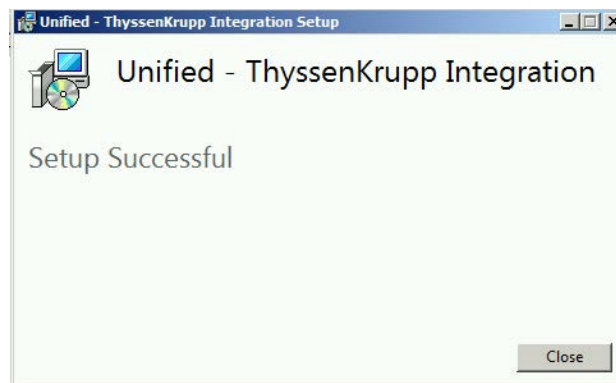 Unified - ThyssenKrupp Integration Setup
Unified - ThyssenKrupp Integration
Setup Successful
Close